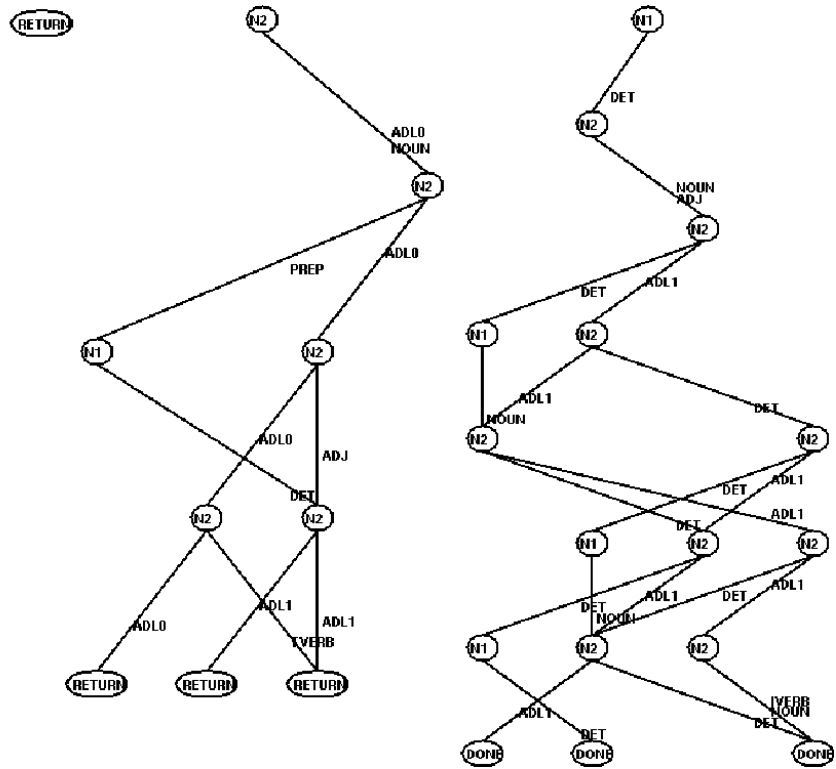 RETURN N2 N1
DET
N2
ADL0
NOUN
N2
NOUN
ADJ
N2
ADL0
PREP
ADL1
DET
N1 N2
N1 N2
ADL1
DET
NOUN
ADL0
N2 N2
ADJ
DET
ADL1
DET
ADL1
N2 N2
DET
N1 N2 N2
ADL1
DET
ADL1
DET
ADL1
NOUN
ADL0
TVERB
N1 N2 N2
RETURN RETURN RETURN
IVERB
NOUN
ADL1
DET
DET
DONE DONE DONE